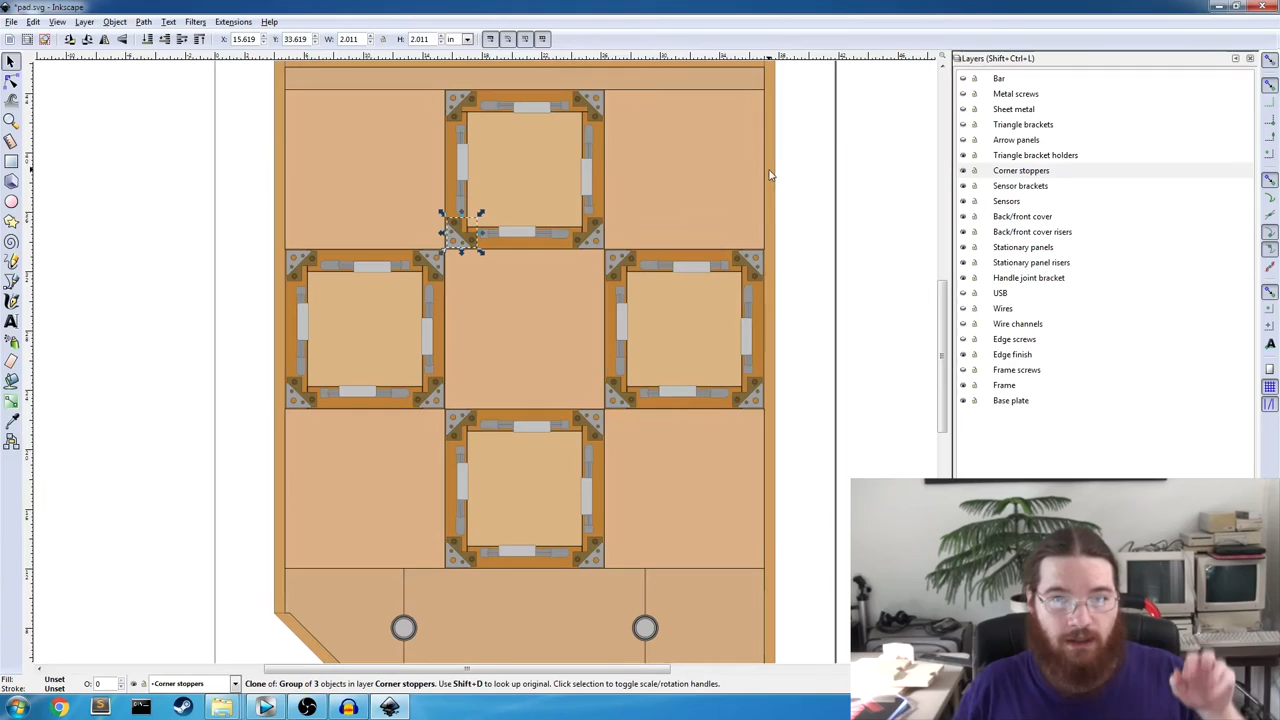 *pad.svg - Inkscape
File Edit View Layer Object Path Text Filters Extensions Help
X: 15.619 Y: 33.619 W: 2.011 H: 2.011 in
Layers (Shift+Ctrl+L)
Bar
Metal screws
Sheet metal
Triangle brackets
Arrow panels
Triangle bracket holders
Corner stoppers
Sensor brackets
Sensors
Back/front cover
Back/front cover risers
Stationary panels
Stationary panel risers
Handle joint bracket
USB
Wires
Wire channels
Edge screws
Edge finish
Frame screws
Frame
Base plate
Fill: Unset
Stroke: Unset
O: 0
•Corner stoppers
Clone of: Group of 3 objects in layer Corner stoppers. Use Shift+D to look up original. Click selection to toggle scale/rotation handles.